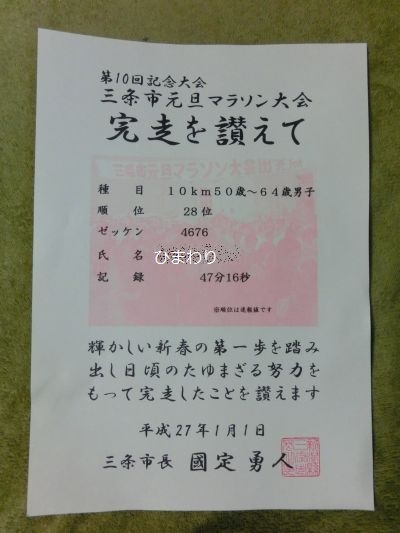 第10回記念大会
三条市元旦マラソン大会
完走を讃えて
三条市元旦マラソン大会
種目 10km50歳~64歳男子
順位 28位
ゼッケン 4676
氏名 ひまわり
記録 47分16秒
※順位は速報値です
輝かしい新春の第一歩を踏み
出し日頃のたゆまざる努力を
もって完走したことを讃えます
平成27年1月1日
三条市長 國定勇人